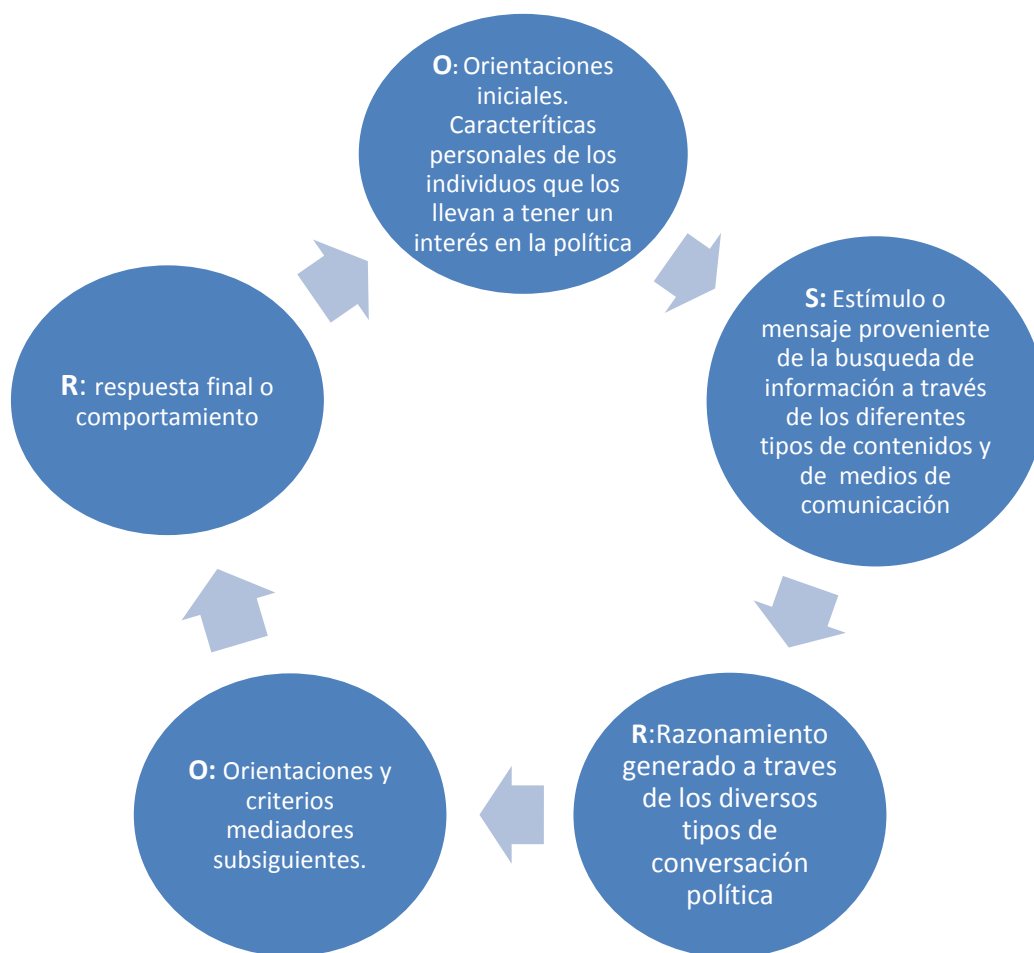 O: Orientaciones
iniciales.
Caracteríticas
personales de los
individuos que los
llevan a tener un
interés en la política
S: Estímulo o
mensaje proveniente
de la busqueda de
información a través
de los diferentes
tipos de contenidos y
de medios de
comunicación
R:Razonamiento
generado a traves
de los diversos
tipos de
conversación
política
O: Orientaciones y
criterios
mediadores
subsiguientes.
R: respuesta final o
comportamiento